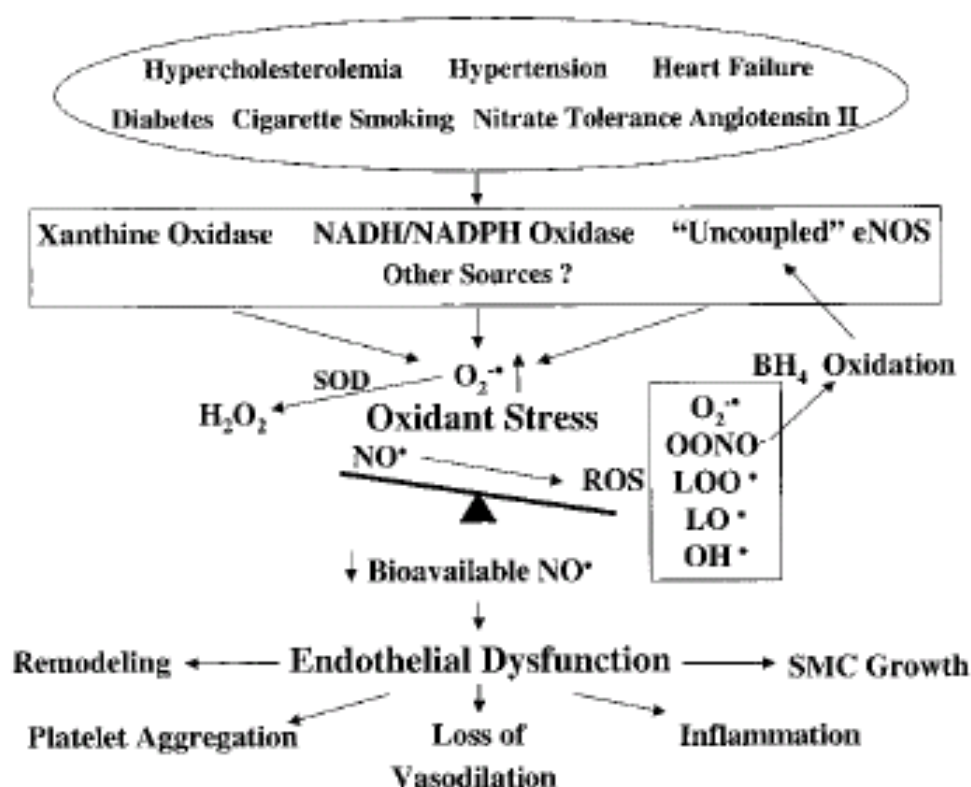 Hypercholesterolemia Hypertension Heart Failure
Diabetes Cigarette Smoking Nitrate Tolerance Angiotensin II
Xanthine Oxidase NADH/NADPH Oxidase “Uncoupled” eNOS
Other Sources ?
BH₄ Oxidation
SOD O₂⁻•
H₂O₂
Oxidant Stress
NO•
ROS
O₂⁻•
OONO⁻
LOO •
LO •
OH •
↓ Bioavailable NO•
Remodeling Endothelial Dysfunction SMC Growth
Platelet Aggregation Loss of Inflammation
Vasodilation